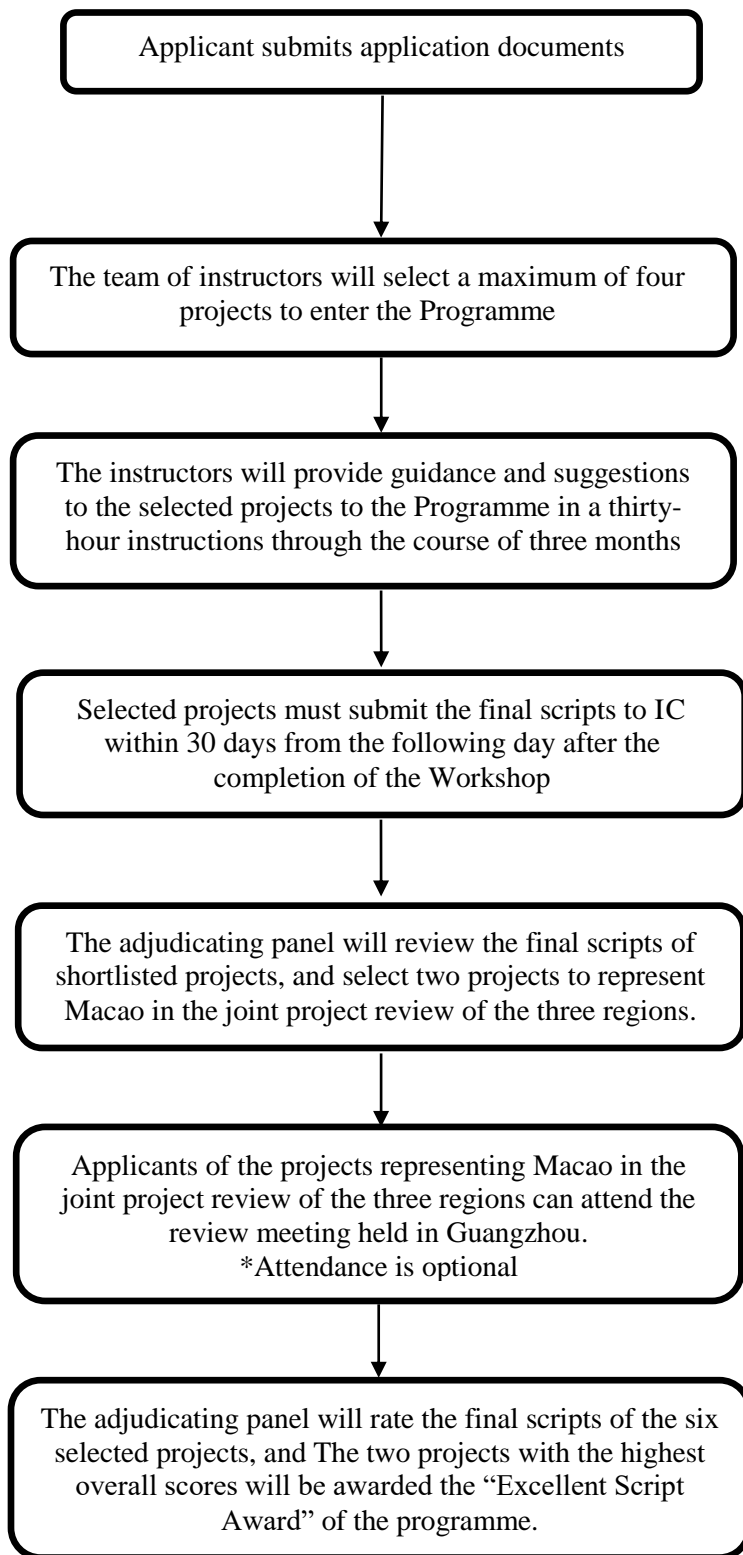 Applicant submits application documents
The team of instructors will select a maximum of four
projects to enter the Programme
The instructors will provide guidance and suggestions
to the selected projects to the Programme in a thirty-
hour instructions through the course of three months
Selected projects must submit the final scripts to IC
within 30 days from the following day after the
completion of the Workshop
The adjudicating panel will review the final scripts of
shortlisted projects, and select two projects to represent
Macao in the joint project review of the three regions.
Applicants of the projects representing Macao in the
joint project review of the three regions can attend the
review meeting held in Guangzhou.
*Attendance is optional
The adjudicating panel will rate the final scripts of the six
selected projects, and The two projects with the highest
overall scores will be awarded the “Excellent Script
Award” of the programme.